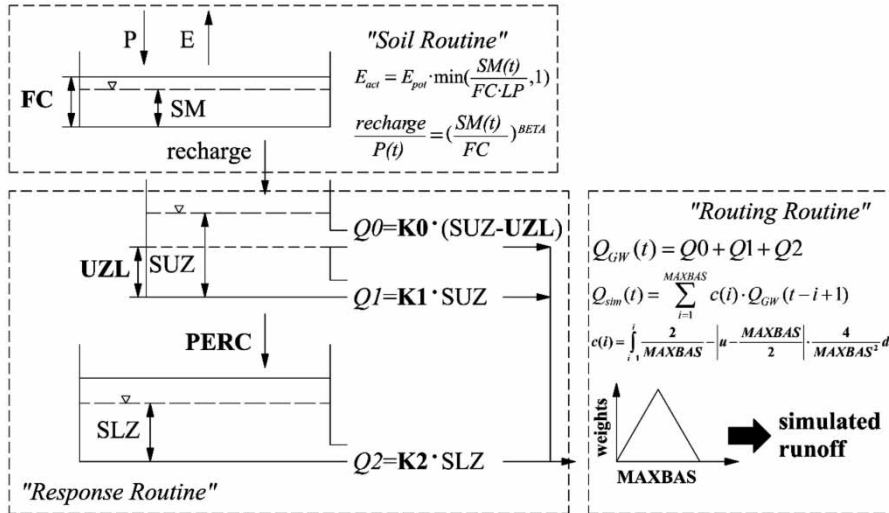 P E
"Soil Routine"
E_act = E_pot·min(SM(t)/FC·LP,1)
FC
SM
recharge/P(t) = (SM(t)/FC)^BETA
recharge
Q0=K0·(SUZ-UZL)
UZL
SUZ
Q1=K1·SUZ
PERC
SLZ
Q2=K2·SLZ
"Response Routine"
"Routing Routine"
Q_GW(t) = Q0 + Q1 + Q2
Q_sim(t) = ∑_{i=1}^{MAXBAS} c(i)·Q_GW(t-i+1)
c(i) = ∫_{i-1}^{i} 2/MAXBAS - |u - MAXBAS/2| · 4/MAXBAS² d
weights
MAXBAS
simulated
runoff